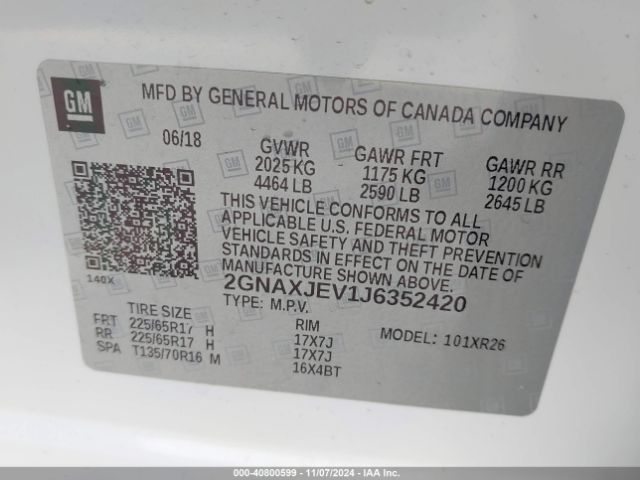 GM
MFD BY GENERAL MOTORS OF CANADA COMPANY
06/18
GVWR
2025 KG
4464 LB
GAWR FRT
1175 KG
2590 LB
GAWR RR
1200 KG
2645 LB
THIS VEHICLE CONFORMS TO ALL
APPLICABLE U.S. FEDERAL MOTOR
VEHICLE SAFETY AND THEFT PREVENTION
STANDARDS IN EFFECT ON THE DATE OF
MANUFACTURE SHOWN ABOVE.
140X
2GNAXJEV1J6352420
TYPE: M.P.V.
MODEL: 101XR26
TIRE SIZE RIM
FRT 225/65R17 H 17X7J
RR 225/65R17 H 17X7J
SPA T135/70R16 M 16X4BT
000-40800599 - 11/07/2024 - IAAI.COM